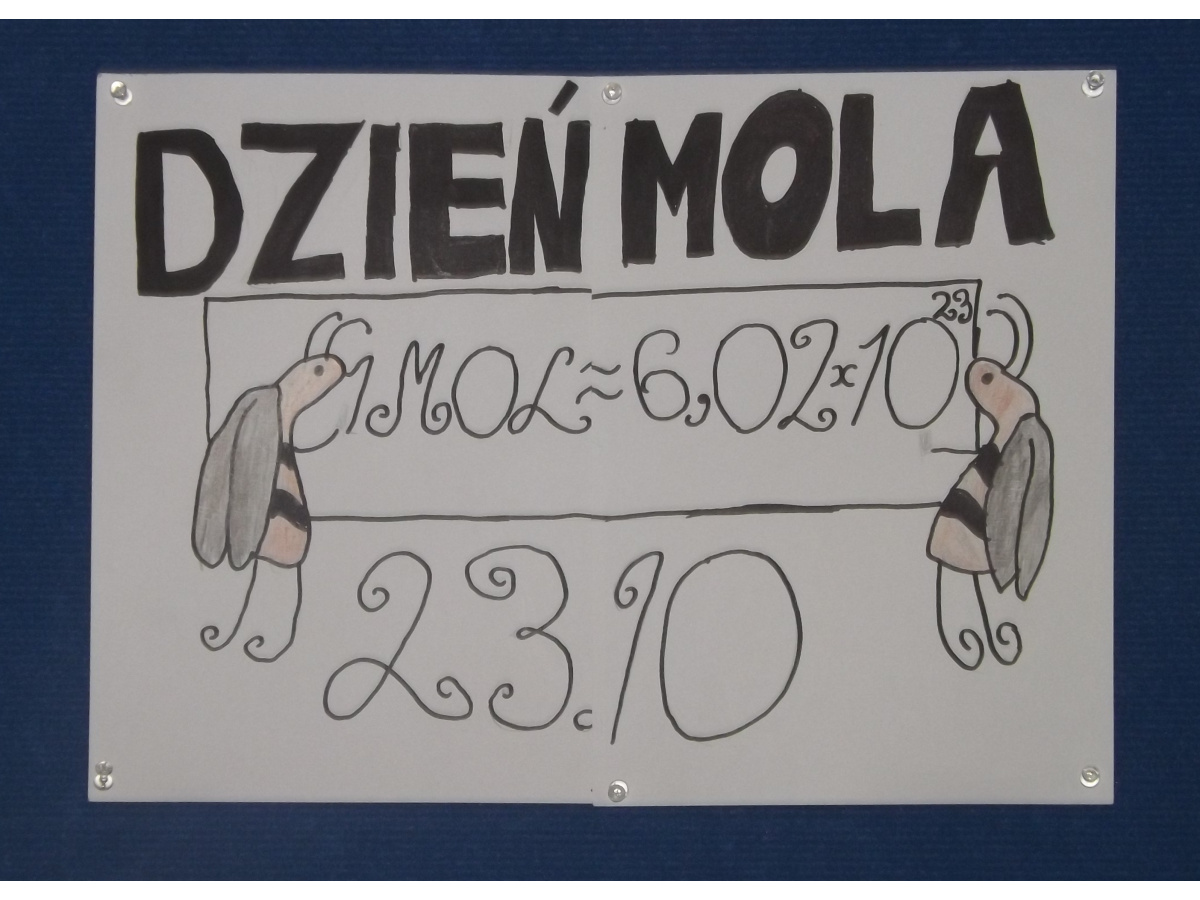 DZIEŃ MOLA
1 MOL ≈ 6,02 x 10²³
23.10